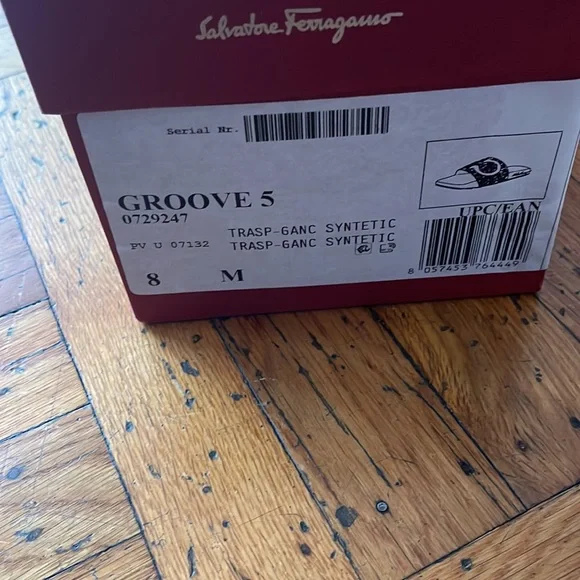 Salvatore Ferragamo
Serial Nr.
GROOVE 5
0729247
UPC/EAN
TRASP-GANC SYNTETIC
PV U 07132 TRASP-GANC SYNTETIC
8 M
8 057453 764449